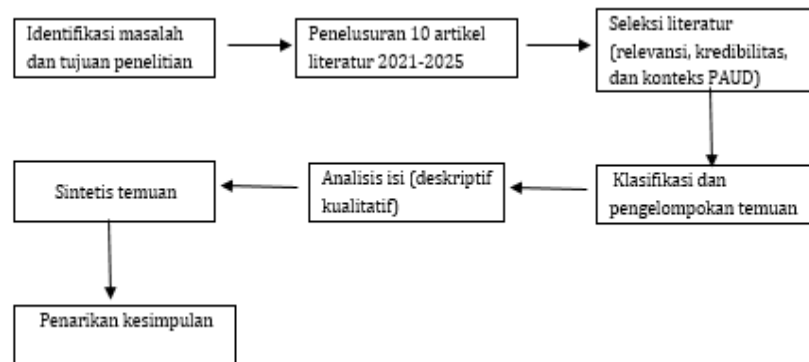 Identifikasi masalah
dan tujuan penelitian
Penelusuran 10 artikel
literatur 2021-2025
Seleksi literatur
(relevansi, kredibilitas,
dan konteks PAUD)
Klasifikasi dan
pengelompokan temuan
Analisis isi (deskriptif
kualitatif)
Sintetis temuan
Penarikan kesimpulan